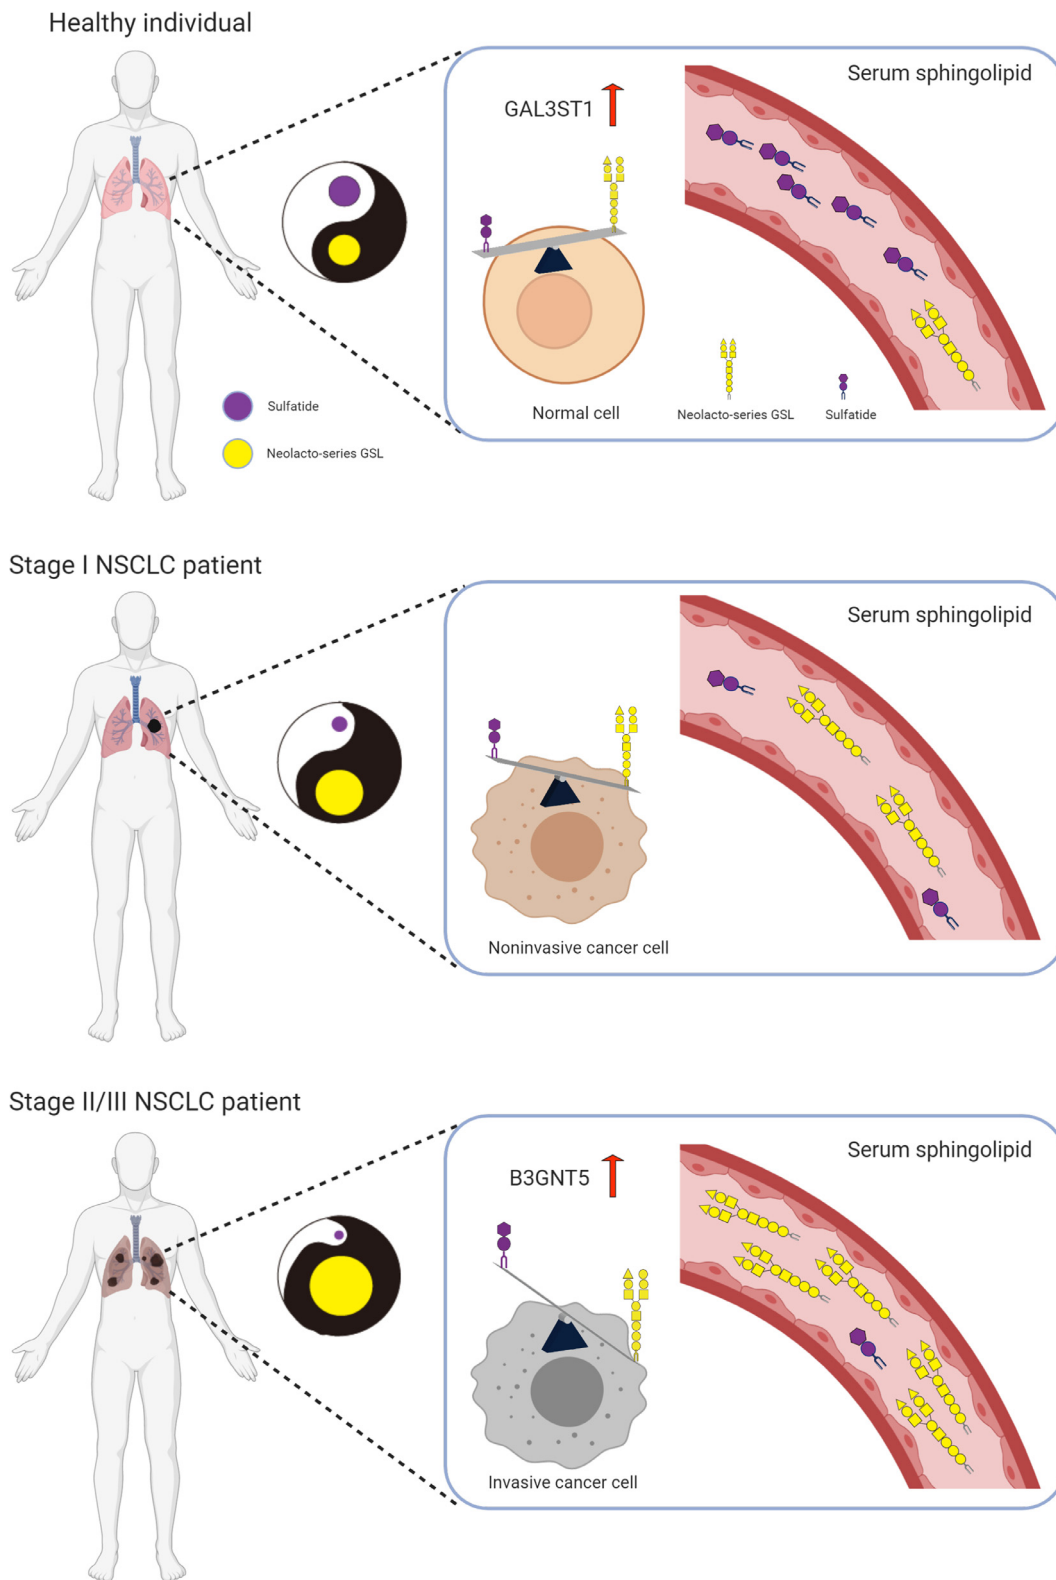 Healthy individual
Serum sphingolipid
GAL3ST1
Sulfatide
Neolacto-series GSL
Normal cell
Neolacto-series GSL
Sulfatide
Stage I NSCLC patient
Serum sphingolipid
Noninvasive cancer cell
Stage II/III NSCLC patient
Serum sphingolipid
B3GNT5
Invasive cancer cell